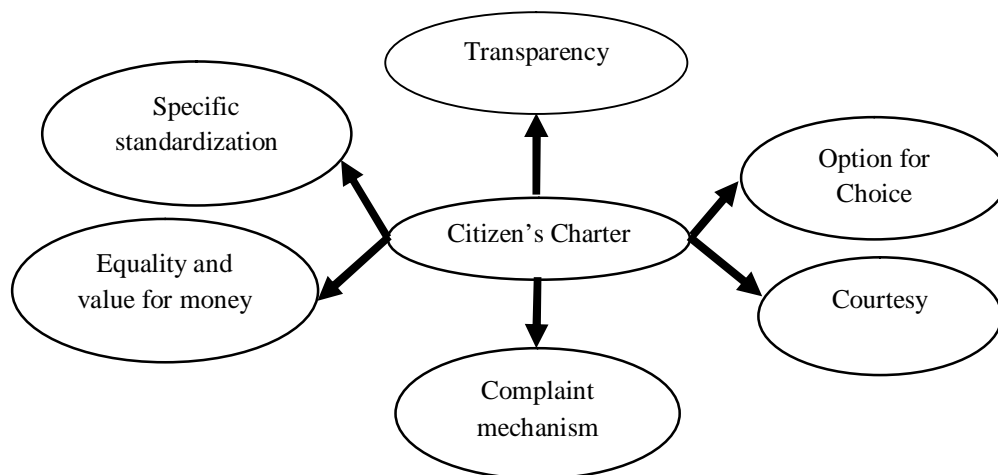 Transparency
Specific
standardization
Option for
Choice
Citizen’s Charter
Equality and
value for money
Courtesy
Complaint
mechanism